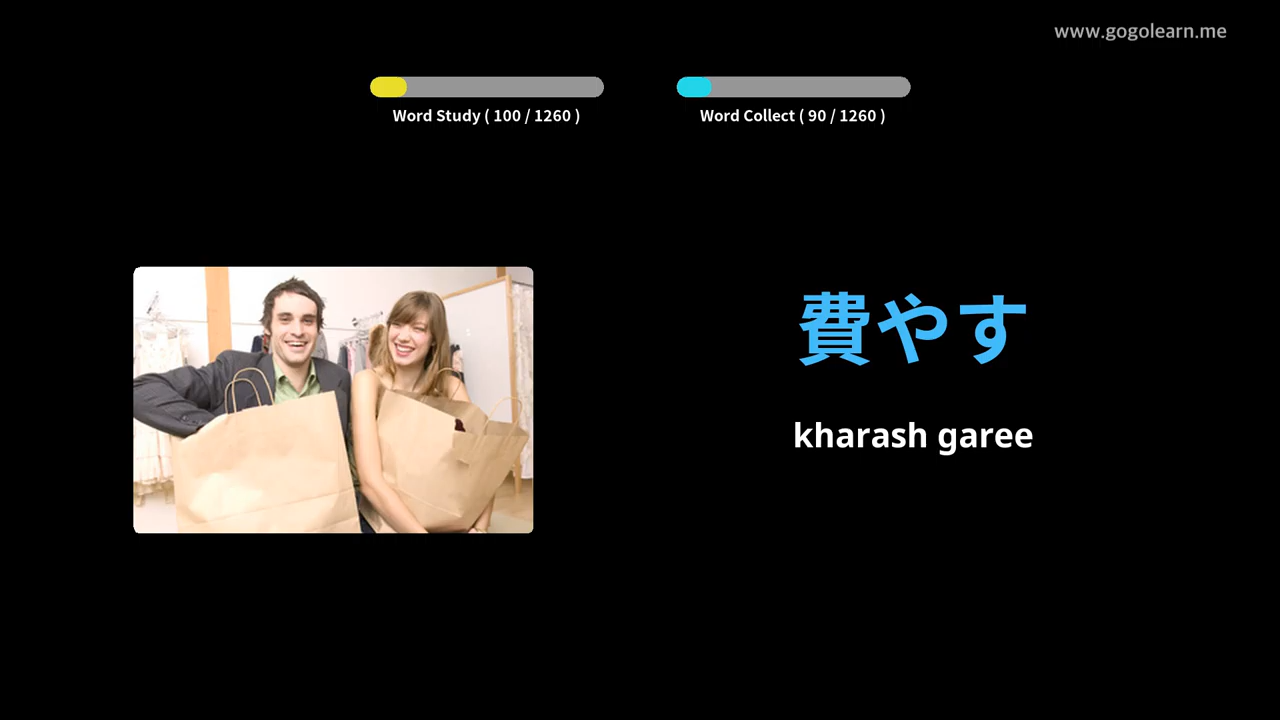 www.gogolearn.me
Word Study ( 100 / 1260 )
Word Collect ( 90 / 1260 )
費やす
kharash garee